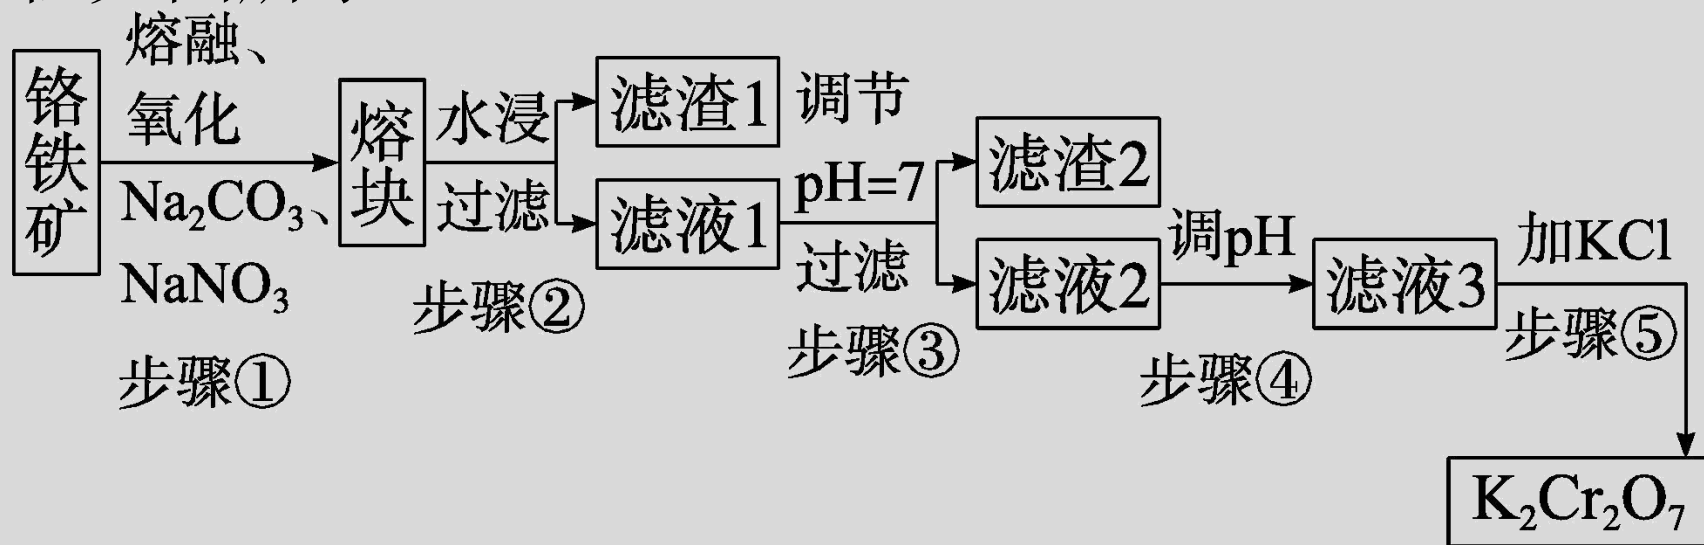 铬铁矿
熔融、
氧化
Na₂CO₃、
NaNO₃
步骤①
熔块
水浸
过滤
步骤②
滤渣1
滤液1
调节
pH=7
过滤
步骤③
滤渣2
滤液2
调pH
步骤④
滤液3
加KCl
步骤⑤
K₂Cr₂O₇